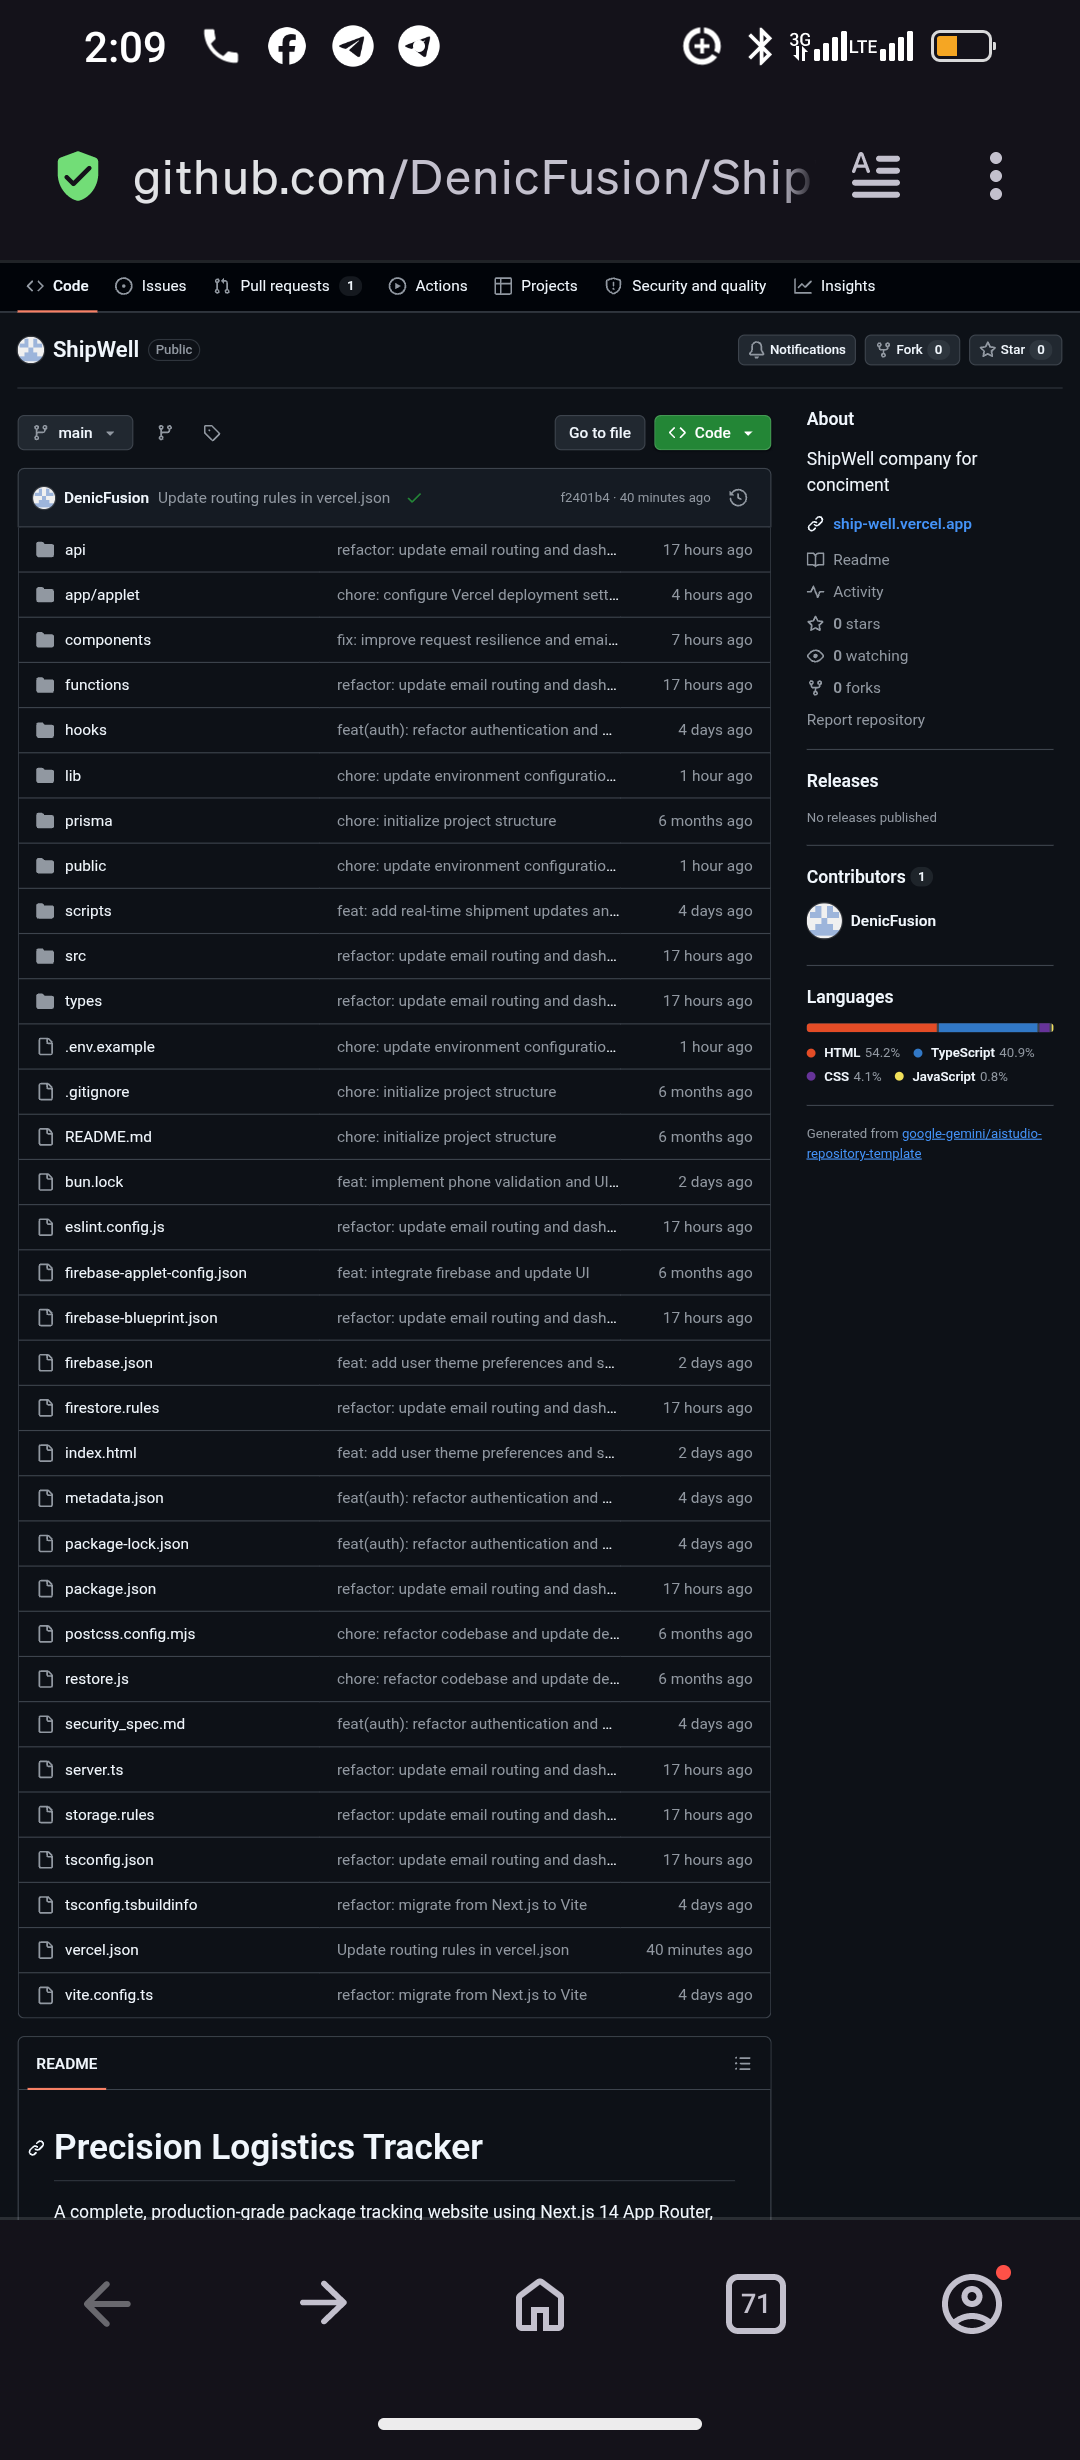 2:09
3G
LTE
github.com/DenicFusion/Ship
Code
Issues
Pull requests 1
Actions
Projects
Security and quality
Insights
ShipWell Public
Notifications
Fork 0
Star 0
main
Go to file
Code
DenicFusion Update routing rules in vercel.json
f2401b4 · 40 minutes ago
api refactor: update email routing and dash... 17 hours ago
app/applet chore: configure Vercel deployment sett... 4 hours ago
components fix: improve request resilience and emai... 7 hours ago
functions refactor: update email routing and dash... 17 hours ago
hooks feat(auth): refactor authentication and ... 4 days ago
lib chore: update environment configuratio... 1 hour ago
prisma chore: initialize project structure 6 months ago
public chore: update environment configuratio... 1 hour ago
scripts feat: add real-time shipment updates an... 4 days ago
src refactor: update email routing and dash... 17 hours ago
types refactor: update email routing and dash... 17 hours ago
.env.example chore: update environment configuratio... 1 hour ago
.gitignore chore: initialize project structure 6 months ago
README.md chore: initialize project structure 6 months ago
bun.lock feat: implement phone validation and UI... 2 days ago
eslint.config.js refactor: update email routing and dash... 17 hours ago
firebase-applet-config.json feat: integrate firebase and update UI 6 months ago
firebase-blueprint.json refactor: update email routing and dash... 17 hours ago
firebase.json feat: add user theme preferences and s... 2 days ago
firestore.rules refactor: update email routing and dash... 17 hours ago
index.html feat: add user theme preferences and s... 2 days ago
metadata.json feat(auth): refactor authentication and ... 4 days ago
package-lock.json feat(auth): refactor authentication and ... 4 days ago
package.json refactor: update email routing and dash... 17 hours ago
postcss.config.mjs chore: refactor codebase and update de... 6 months ago
restore.js chore: refactor codebase and update de... 6 months ago
security_spec.md feat(auth): refactor authentication and ... 4 days ago
server.ts refactor: update email routing and dash... 17 hours ago
storage.rules refactor: update email routing and dash... 17 hours ago
tsconfig.json refactor: update email routing and dash... 17 hours ago
tsconfig.tsbuildinfo refactor: migrate from Next.js to Vite 4 days ago
vercel.json Update routing rules in vercel.json 40 minutes ago
vite.config.ts refactor: migrate from Next.js to Vite 4 days ago
README
Precision Logistics Tracker
A complete, production-grade package tracking website using Next.js 14 App Router,
About
ShipWell company for
conciment
ship-well.vercel.app
Readme
Activity
0 stars
0 watching
0 forks
Report repository
Releases
No releases published
Contributors 1
DenicFusion
Languages
HTML 54.2% TypeScript 40.9%
CSS 4.1% JavaScript 0.8%
Generated from google-gemini/aistudio-
repository-template
71